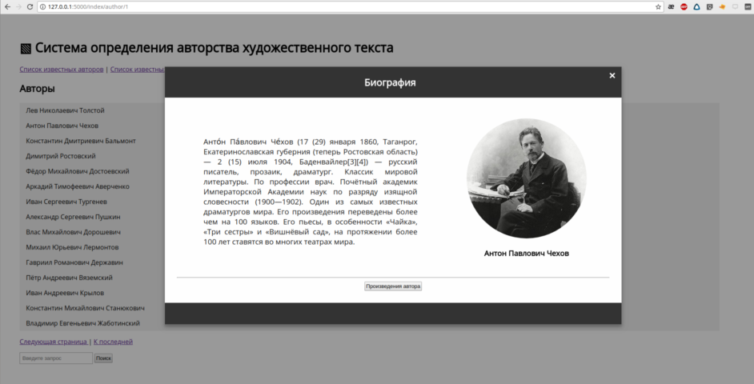 127.0.0.1:5000/index/author/1
Система определения авторства художественного текста
Список известных авторов | Список известны
Авторы
Лев Николаевич Толстой
Антон Павлович Чехов
Константин Дмитриевич Бальмонт
Димитрий Ростовский
Фёдор Михайлович Достоевский
Аркадий Тимофеевич Аверченко
Иван Сергеевич Тургенев
Александр Сергеевич Пушкин
Влас Михайлович Дорошевич
Михаил Юрьевич Лермонтов
Гавриил Романович Державин
Пётр Андреевич Вяземский
Иван Андреевич Крылов
Константин Михайлович Станюкович
Владимир Евгеньевич Жаботинский
Следующая страница | К последней
Введите запрос
Поиск
Биография
Анто́н Па́влович Че́хов (17 (29) января 1860, Таганрог,
Екатеринославская губерния (теперь Ростовская область)
— 2 (15) июля 1904, Баденвайлер[3][4]) — русский
писатель, прозаик, драматург. Классик мировой
литературы. По профессии врач. Почётный академик
Императорской Академии наук по разряду изящной
словесности (1900—1902). Один из самых известных
драматургов мира. Его произведения переведены более
чем на 100 языков. Его пьесы, в особенности «Чайка»,
«Три сестры» и «Вишнёвый сад», на протяжении более
100 лет ставятся во многих театрах мира.
Антон Павлович Чехов
Произведения автора